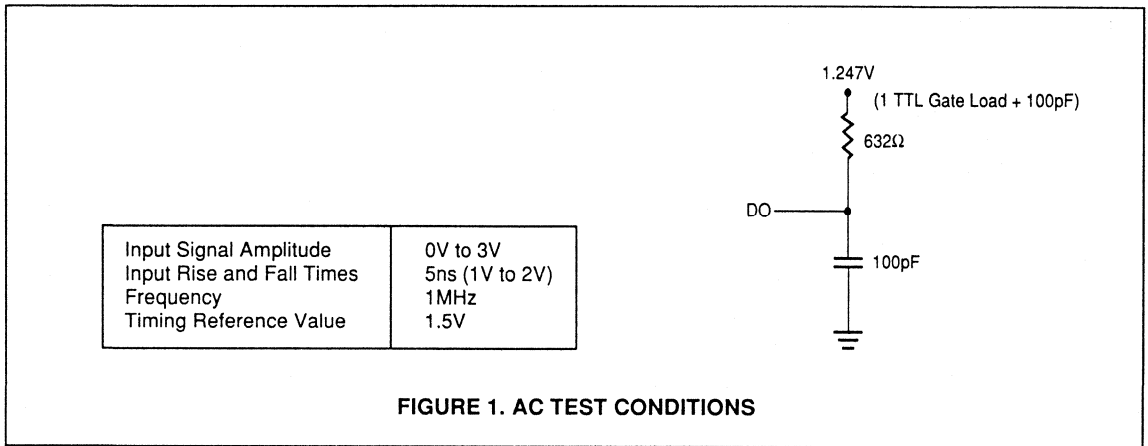 1.247V
(1 TTL Gate Load + 100pF)
632Ω
DO
100pF
Input Signal Amplitude 0V to 3V
Input Rise and Fall Times 5ns (1V to 2V)
Frequency 1MHz
Timing Reference Value 1.5V
FIGURE 1. AC TEST CONDITIONS